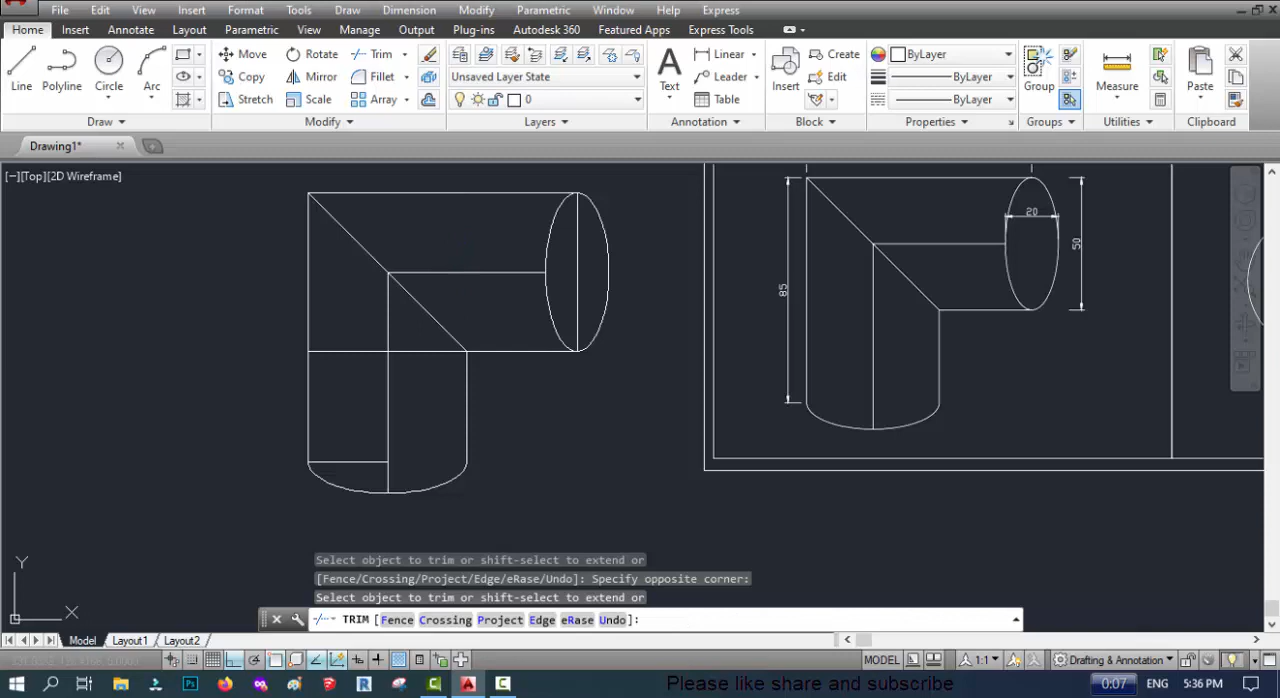 File Edit View Insert Format Tools Draw Dimension Modify Parametric Window Help Express
Home Insert Annotate Layout Parametric View Manage Output Plug-ins Autodesk 360 Featured Apps Express Tools
Line Polyline Circle Arc
Move Rotate Trim
Copy Mirror Fillet
Stretch Scale Array
Unsaved Layer State
0
Text
Linear
Leader
Table
Insert
Create
Edit
ByLayer
ByLayer
ByLayer
Group
Measure
Paste
Draw Modify Layers Annotation Block Properties Groups Utilities Clipboard
Drawing1*
[−][Top][2D Wireframe]
20
50
85
Y
X
Select object to trim or shift-select to extend or
[Fence/Crossing/Project/Edge/eRase/Undo]: Specify opposite corner:
Select object to trim or shift-select to extend or
TRIM [Fence Crossing Project Edge eRase Undo]:
Model Layout1 Layout2
MODEL 1:1 Drafting & Annotation
Ps R C A C
Please like share and subscribe
0:07 ENG 5:36 PM